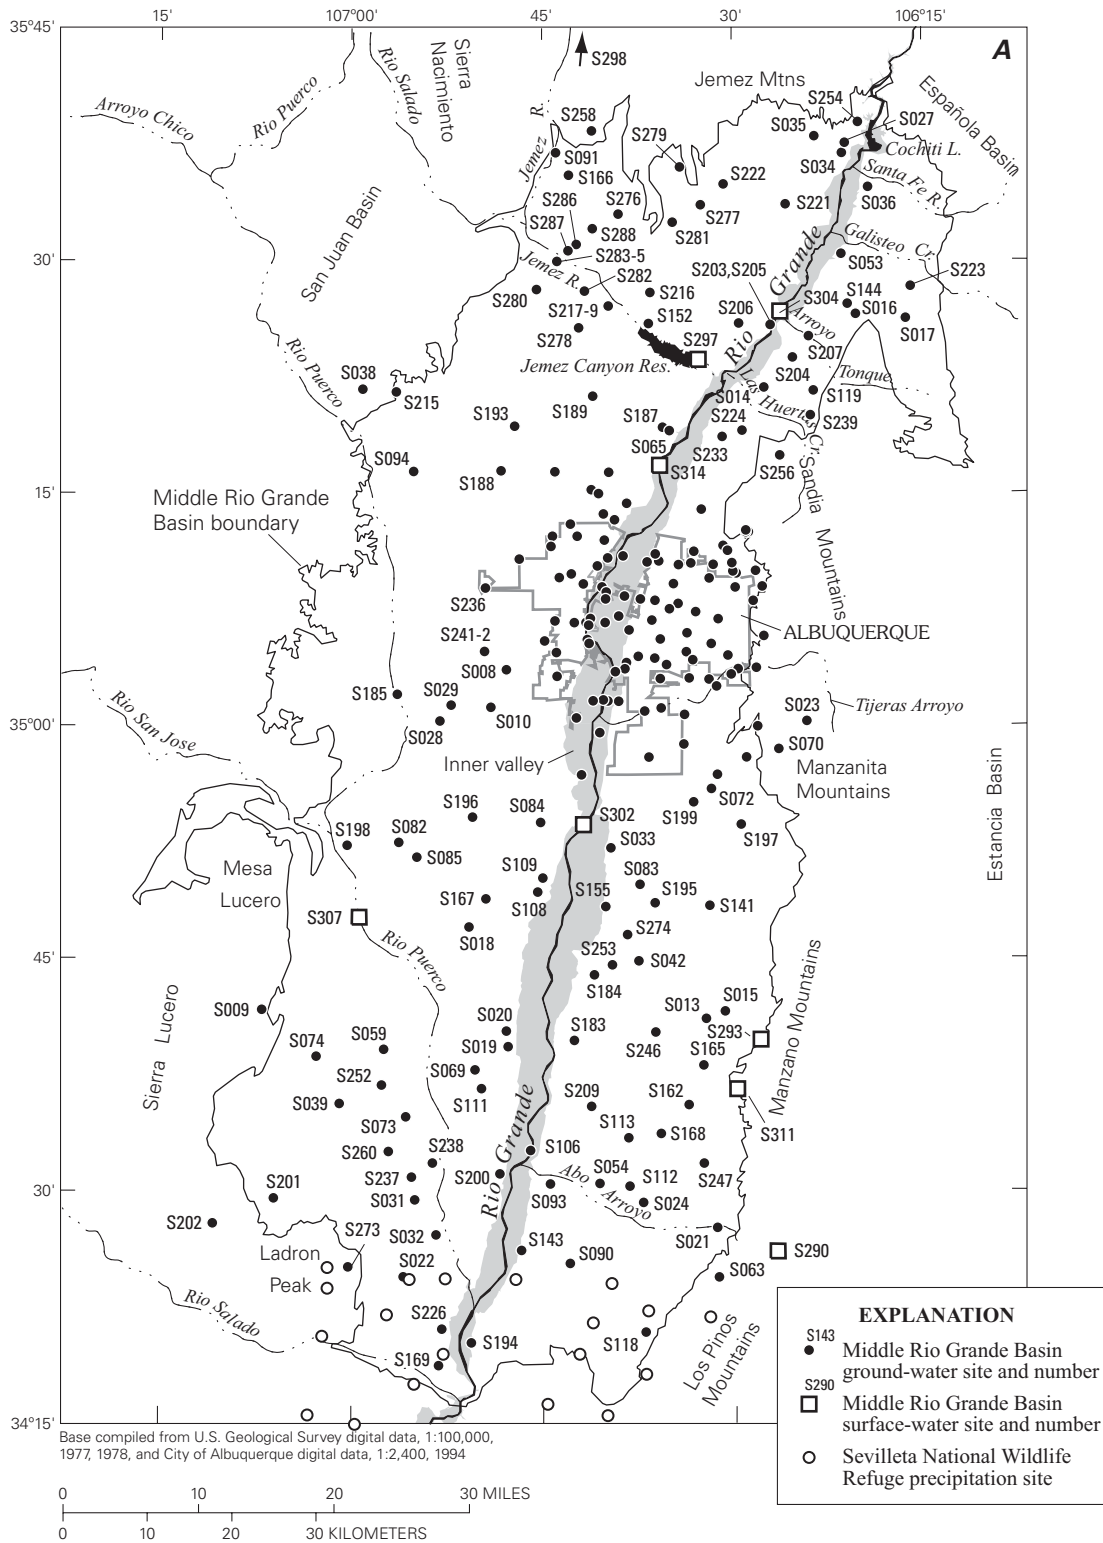 15'
107°00'
45'
30'
106°15'
35°45'
A
S298
Sierra
Nacimiento
Rio Salado
Rio Puerco
Arroyo Chico
Jemez R.
Jemez Mtns
Española Basin
S258
S279
S254
S035
S027
S091
S166
S034
Cochiti L.
S222
Santa Fe R.
S286
S276
S036
S277
S221
San Juan Basin
S287
S288
S281
Galisteo Cr.
30'
S283-5
Jemez R.
S282
S203,S205
S053
S223
S280
S216
S304
S144
S016
S217-9
S206
Arroyo
S017
S152
S278
S297
Rio Grande
S207
Rio Puerco
Jemez Canyon Res.
S204
Tonque
S038
S215
S189
S014
Las Huertas Cr.
S119
S193
S187
S224
S239
S065
S233
S094
S188
S314
S256
15'
Middle Rio Grande
Basin boundary
Sandia Mountains
S236
S241-2
ALBUQUERQUE
S008
S185
S029
S023
Tijeras Arroyo
Rio San Jose
35°00'
S028
S010
S070
Inner valley
Manzanita
Mountains
Estancia Basin
S196
S084
S302
S072
S199
S198
S082
S033
S197
S085
Mesa
Lucero
S109
S083
S155
S195
S167
S108
S141
S307
S018
S274
Rio Puerco
S253
S042
45'
S184
Manzano Mountains
S009
S013
S015
Sierra Lucero
S020
S183
S293
S074
S059
S019
S246
S165
S069
S252
S111
S209
S162
S039
S113
S311
S073
Rio Grande
S168
S260
S238
S106
S054
S112
S237
S200
Abo Arroyo
S247
30'
S201
S031
S093
S024
S202
S273
S032
S143
S021
Ladron
Peak
S022
S090
S290
S063
Rio Salado
S226
S194
S118
S169
Los Pinos
Mountains
34°15'
EXPLANATION
S143
Middle Rio Grande Basin
ground-water site and number
S290
Middle Rio Grande Basin
surface-water site and number
Sevilleta National Wildlife
Refuge precipitation site
Base compiled from U.S. Geological Survey digital data, 1:100,000,
1977, 1978, and City of Albuquerque digital data, 1:2,400, 1994
0 10 20 30 MILES
0 10 20 30 KILOMETERS